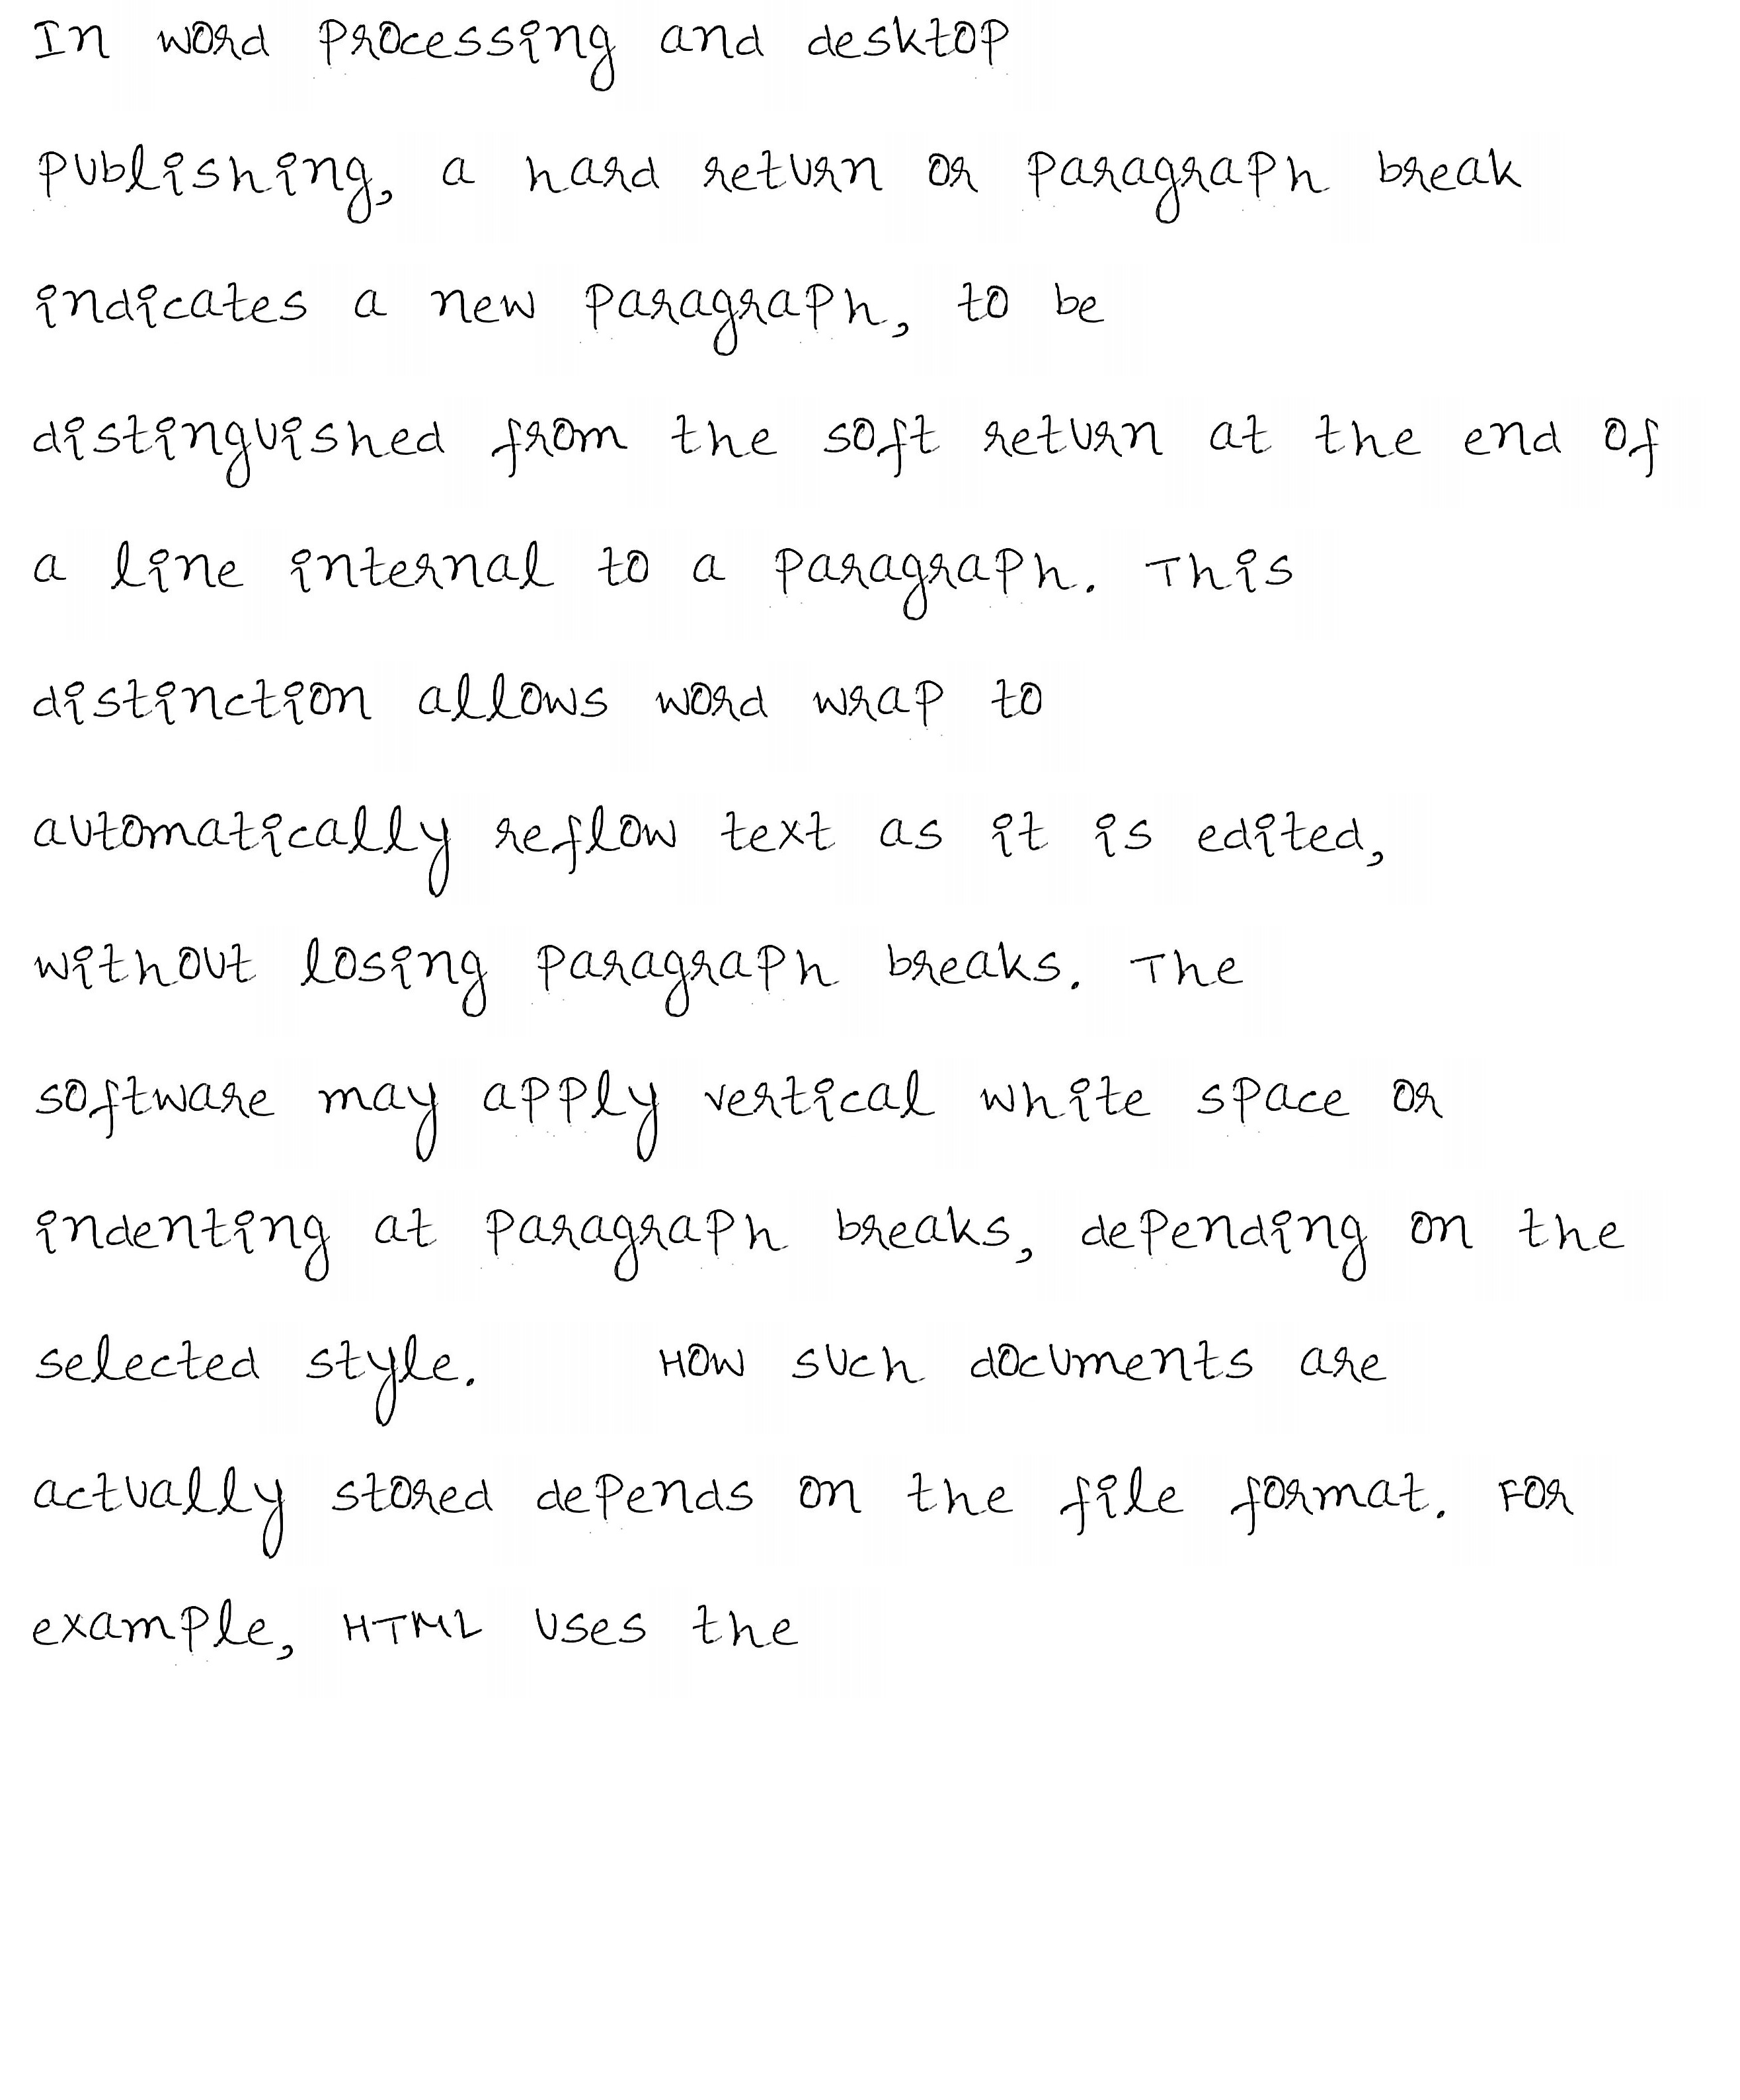 In word processing and desktop
publishing, a hard return or paragraph break
indicates a new paragraph, to be
distinguished from the soft return at the end of
a line internal to a paragraph. This
distinction allows word wrap to
automatically reflow text as it is edited,
without losing paragraph breaks. The
software may apply vertical white space or
indenting at paragraph breaks, depending on the
selected style. How such documents are
actually stored depends on the file format. For
example, HTML uses the